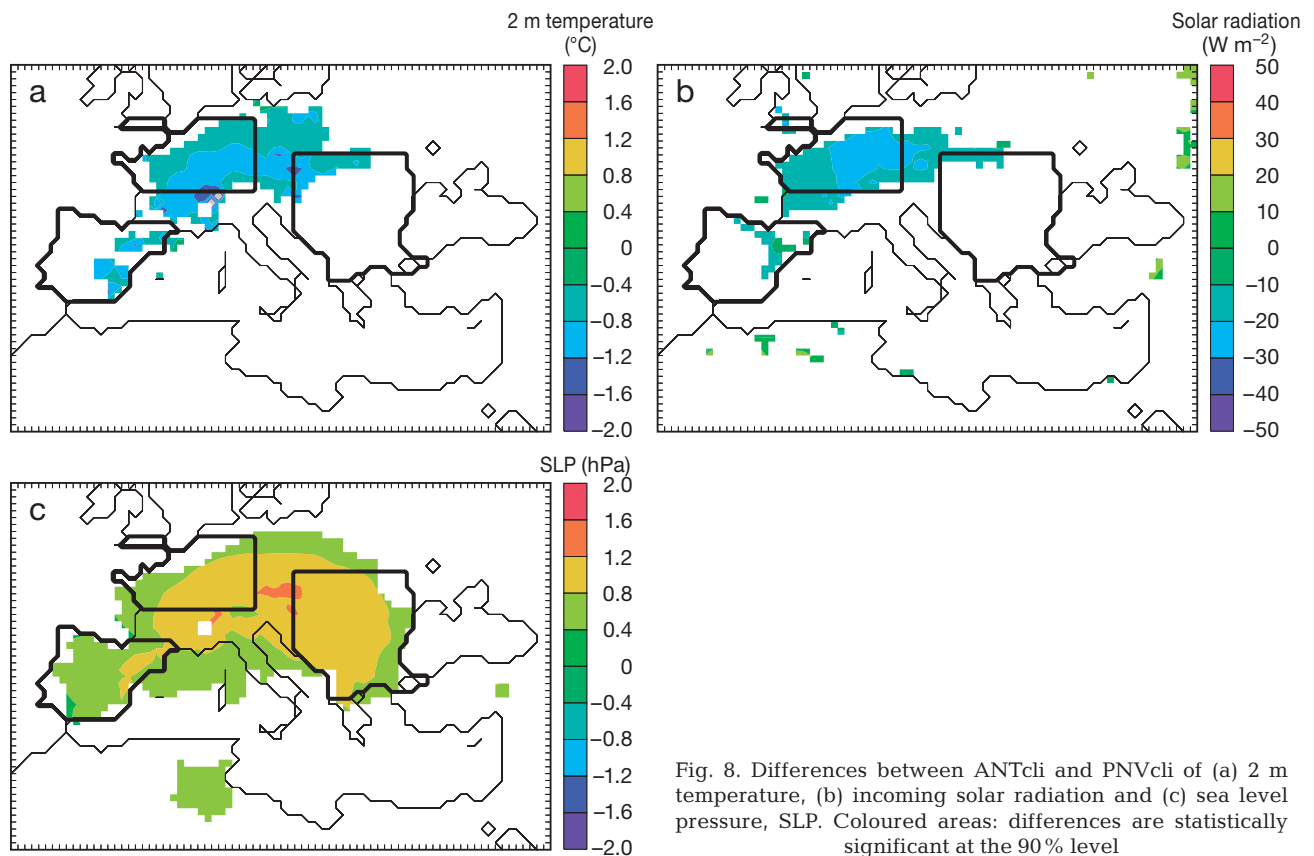 2 m temperature
(°C)
a
2.0
1.6
1.2
0.8
0.4
0
−0.4
−0.8
−1.2
−1.6
−2.0
Solar radiation
(W m−2)
b
50
40
30
20
10
0
−10
−20
−30
−40
−50
SLP (hPa)
c
2.0
1.6
1.2
0.8
0.4
0
−0.4
−0.8
−1.2
−1.6
−2.0
Fig. 8. Differences between ANTcli and PNVcli of (a) 2 m
temperature, (b) incoming solar radiation and (c) sea level
pressure, SLP. Coloured areas: differences are statistically
significant at the 90% level